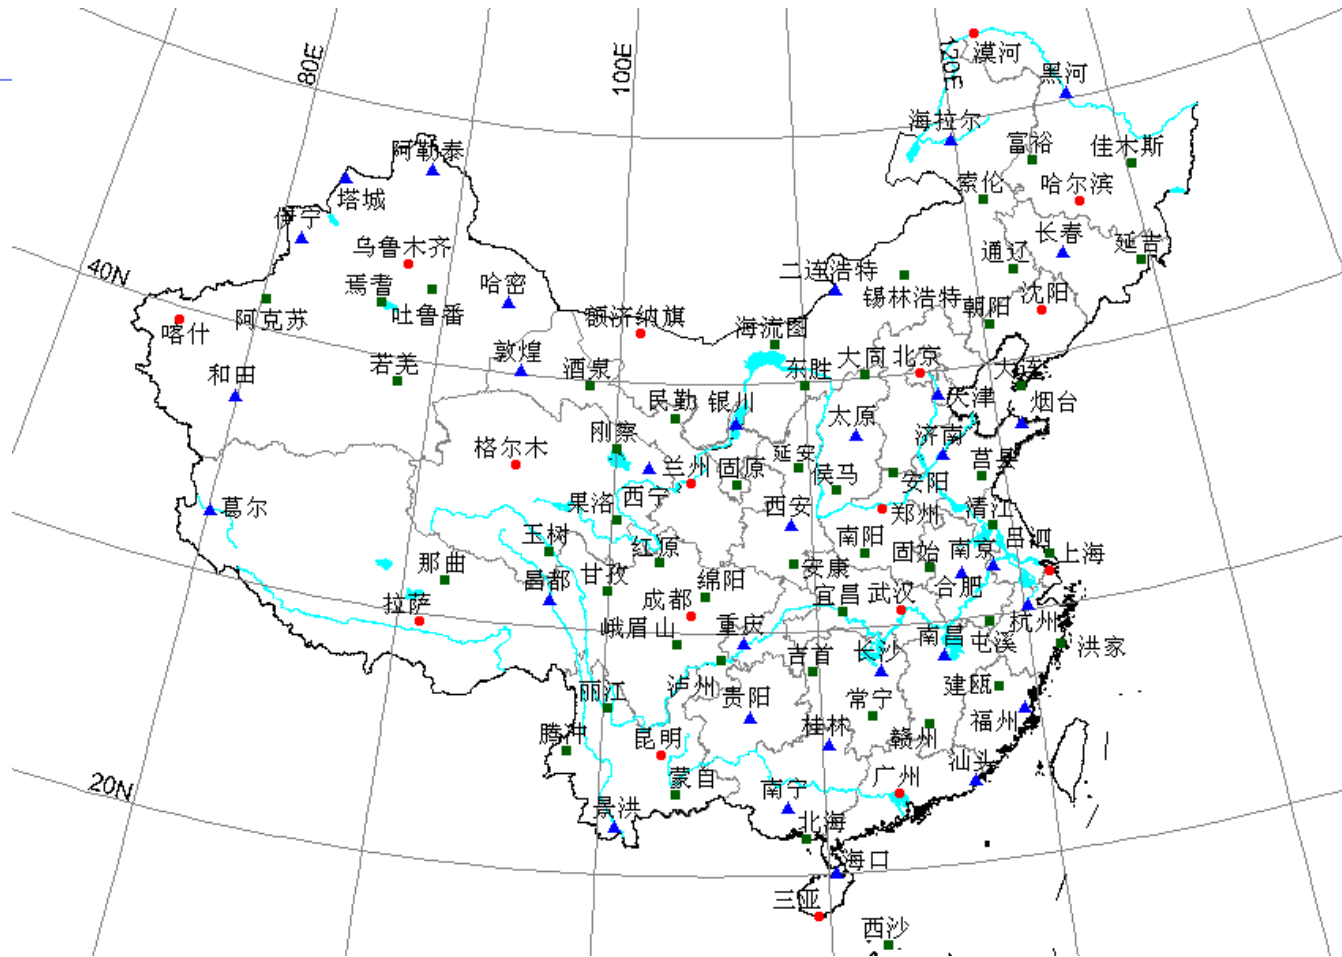 80E
100E
120E
漠河
黑河
海拉尔
富裕
佳木斯
阿勒泰
塔城
索伦
哈尔滨
伊宁
乌鲁木齐
长春
延吉
通辽
40N
焉耆
哈密
二连浩特
锡林浩特
沈阳
朝阳
喀什
阿克苏
吐鲁番
额济纳旗
海流图
若羌
敦煌
酒泉
东胜
大同
北京
大连
和田
民勤
银川
天津
烟台
太原
格尔木
刚察
济南
兰州
固原
延安
侯马
安阳
莒县
葛尔
果洛
西宁
西安
郑州
清江
玉树
红原
南阳
固始
南京
吕泗
上海
那曲
昌都
甘孜
绵阳
安康
合肥
拉萨
成都
宜昌
武汉
杭州
峨眉山
重庆
吉首
长沙
南昌
屯溪
洪家
丽江
泸州
贵阳
常宁
建瓯
福州
腾冲
昆明
桂林
赣州
20N
蒙自
南宁
广州
汕头
景洪
北海
海口
三亚
西沙